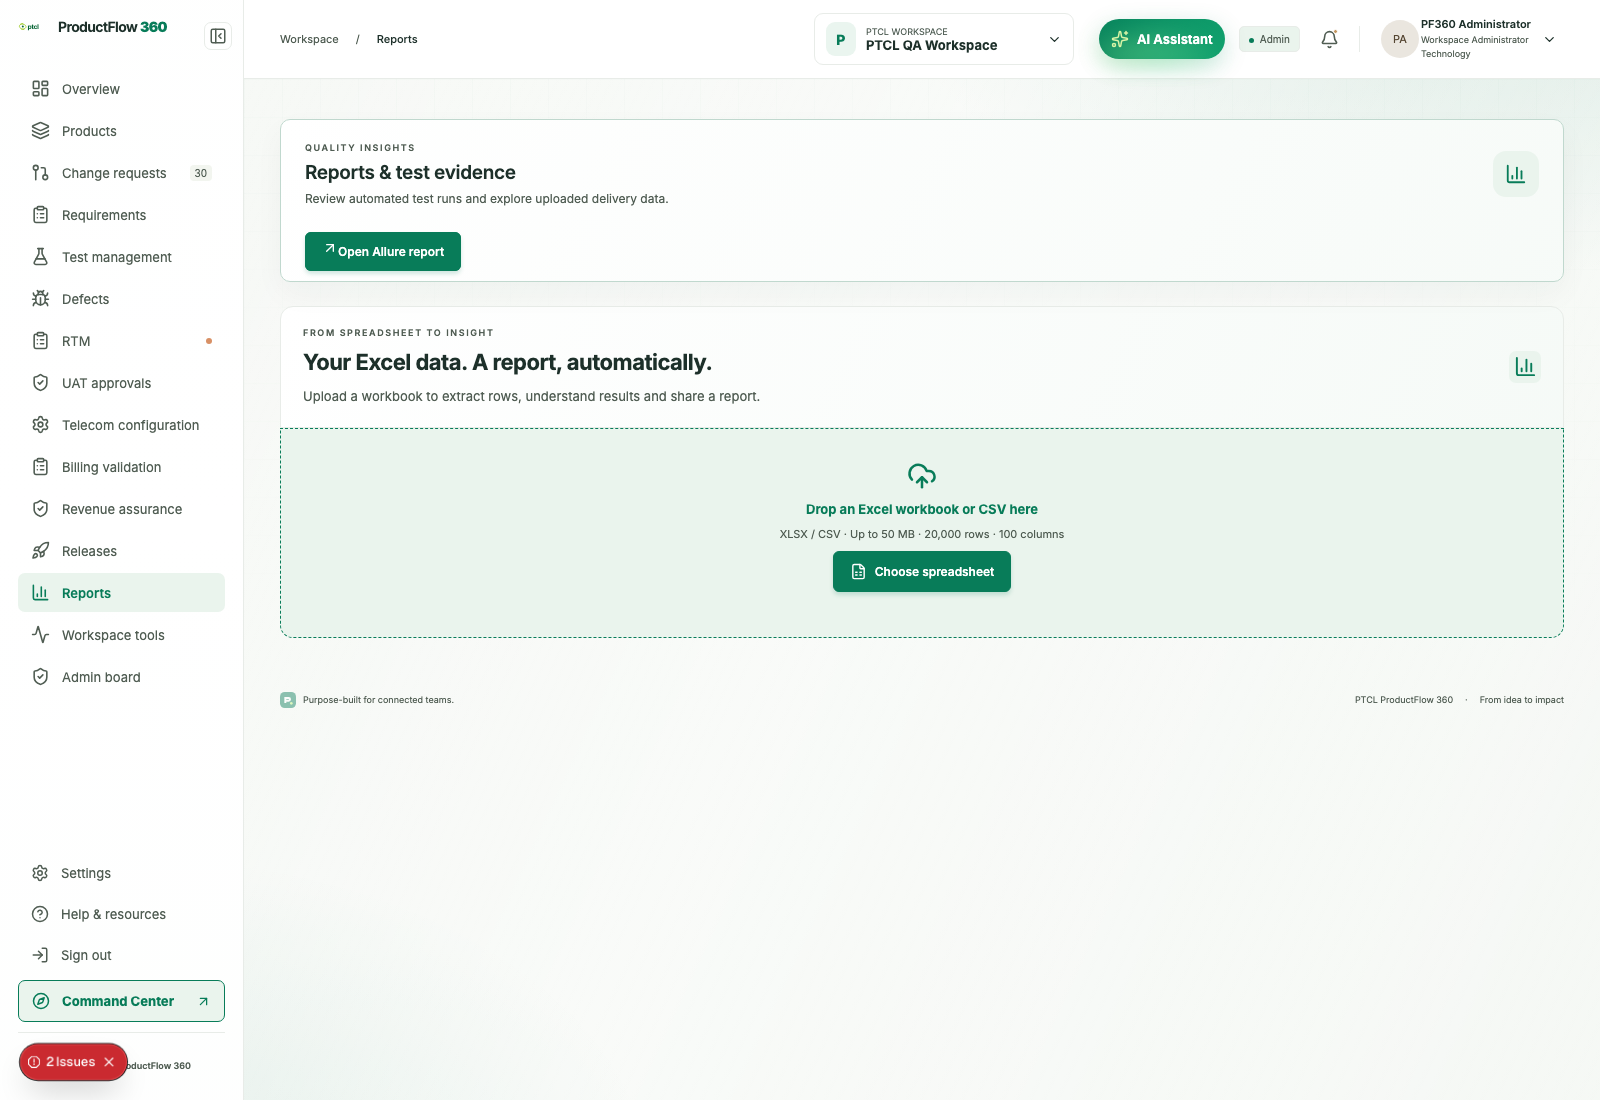 ptcl
ProductFlow 360
Overview
Products
Change requests 30
Requirements
Test management
Defects
RTM
UAT approvals
Telecom configuration
Billing validation
Revenue assurance
Releases
Reports
Workspace tools
Admin board
Settings
Help & resources
Sign out
Command Center
2 Issues
oductFlow 360
Workspace / Reports
P
PTCL WORKSPACE
PTCL QA Workspace
AI Assistant
Admin
PA
PF360 Administrator
Workspace Administrator
Technology
QUALITY INSIGHTS
Reports & test evidence
Review automated test runs and explore uploaded delivery data.
Open Allure report
FROM SPREADSHEET TO INSIGHT
Your Excel data. A report, automatically.
Upload a workbook to extract rows, understand results and share a report.
Drop an Excel workbook or CSV here
XLSX / CSV · Up to 50 MB · 20,000 rows · 100 columns
Choose spreadsheet
P. Purpose-built for connected teams.
PTCL ProductFlow 360 · From idea to impact